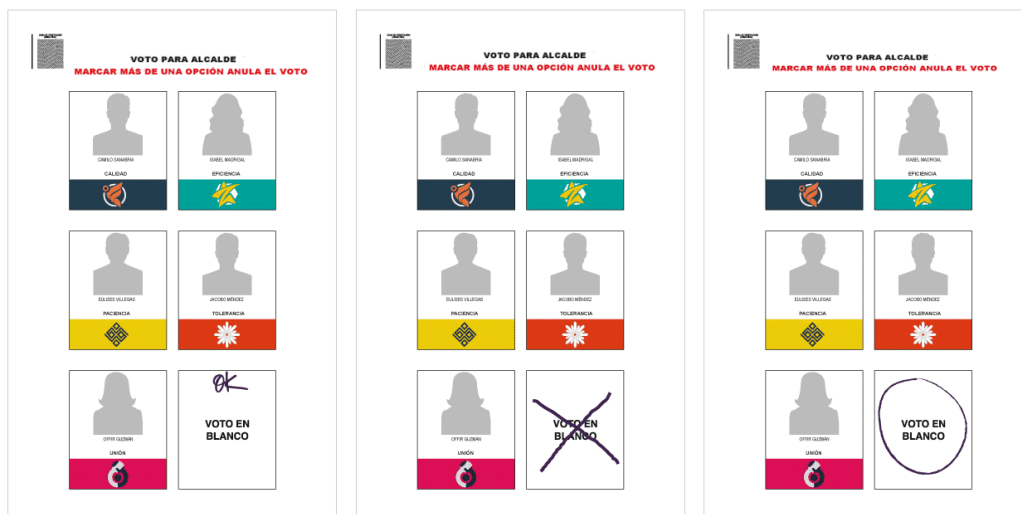 VOTO PARA ALCALDE
MARCAR MÁS DE UNA OPCIÓN ANULA EL VOTO
CAMILO SANABRIA
ISABEL MADRIGAL
CALIDAD
EFICIENCIA
EULISES VILLEGAS
JACOBO MÉNDEZ
PACIENCIA
TOLERANCIA
OFFIR GUZMÁN
UNIÓN
OK
VOTO EN
BLANCO
VOTO PARA ALCALDE
MARCAR MÁS DE UNA OPCIÓN ANULA EL VOTO
CAMILO SANABRIA
ISABEL MADRIGAL
CALIDAD
EFICIENCIA
EULISES VILLEGAS
JACOBO MÉNDEZ
PACIENCIA
TOLERANCIA
OFFIR GUZMÁN
UNIÓN
VOTO EN
BLANCO
VOTO PARA ALCALDE
MARCAR MÁS DE UNA OPCIÓN ANULA EL VOTO
CAMILO SANABRIA
ISABEL MADRIGAL
CALIDAD
EFICIENCIA
EULISES VILLEGAS
JACOBO MÉNDEZ
PACIENCIA
TOLERANCIA
OFFIR GUZMÁN
UNIÓN
VOTO EN
BLANCO